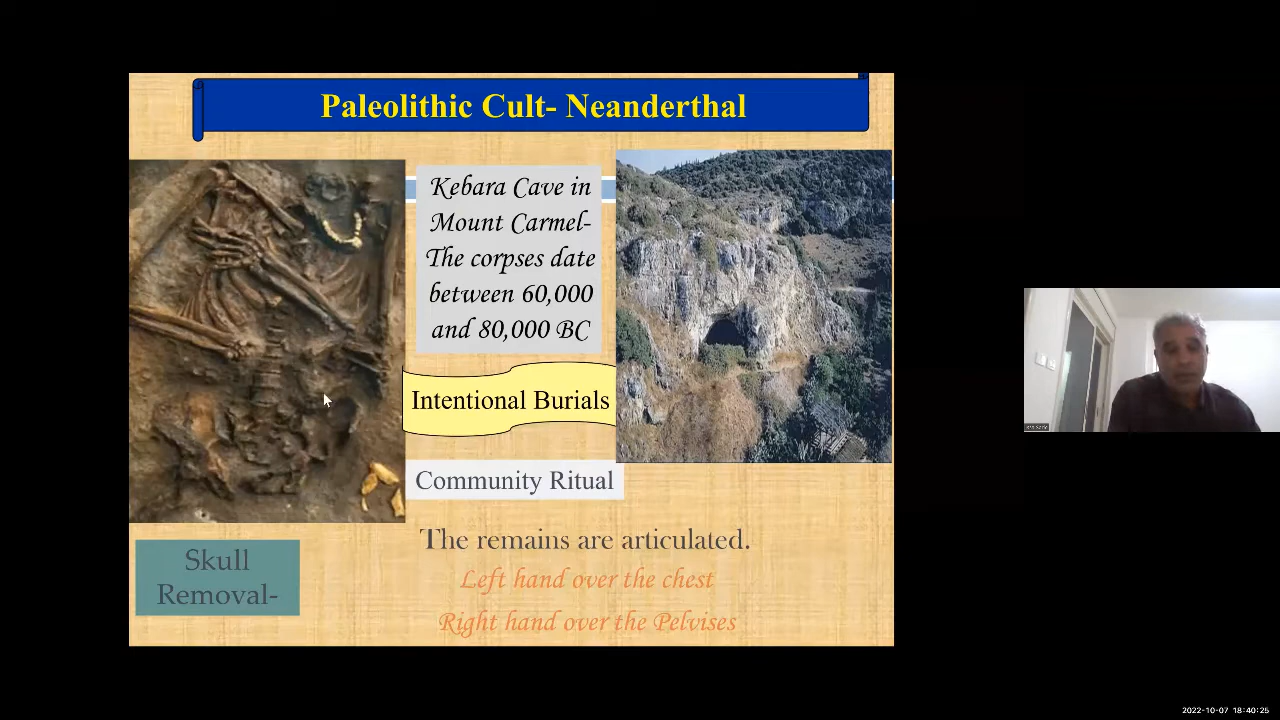 Paleolithic Cult- Neanderthal
Kebara Cave in
Mount Carmel-
The corpses date
between 60,000
and 80,000 BC
Intentional Burials
Community Ritual
The remains are articulated.
Left hand over the chest
Right hand over the Pelvises
Skull
Removal-
2022-10-07 18:40:25